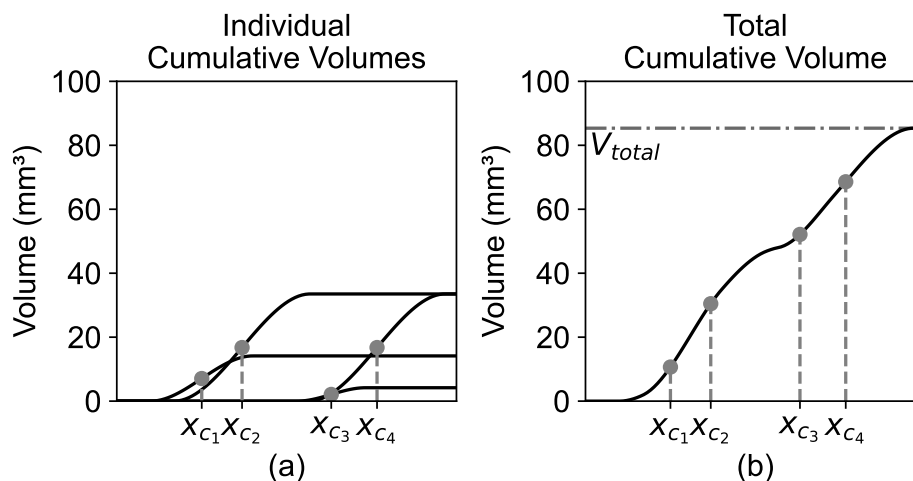 Individual
Cumulative Volumes
Volume (mm³)
100
80
60
40
20
0
x_{c_1} x_{c_2} x_{c_3} x_{c_4}
(a)
Total
Cumulative Volume
Volume (mm³)
100
80
60
40
20
0
V_{total}
x_{c_1} x_{c_2} x_{c_3} x_{c_4}
(b)